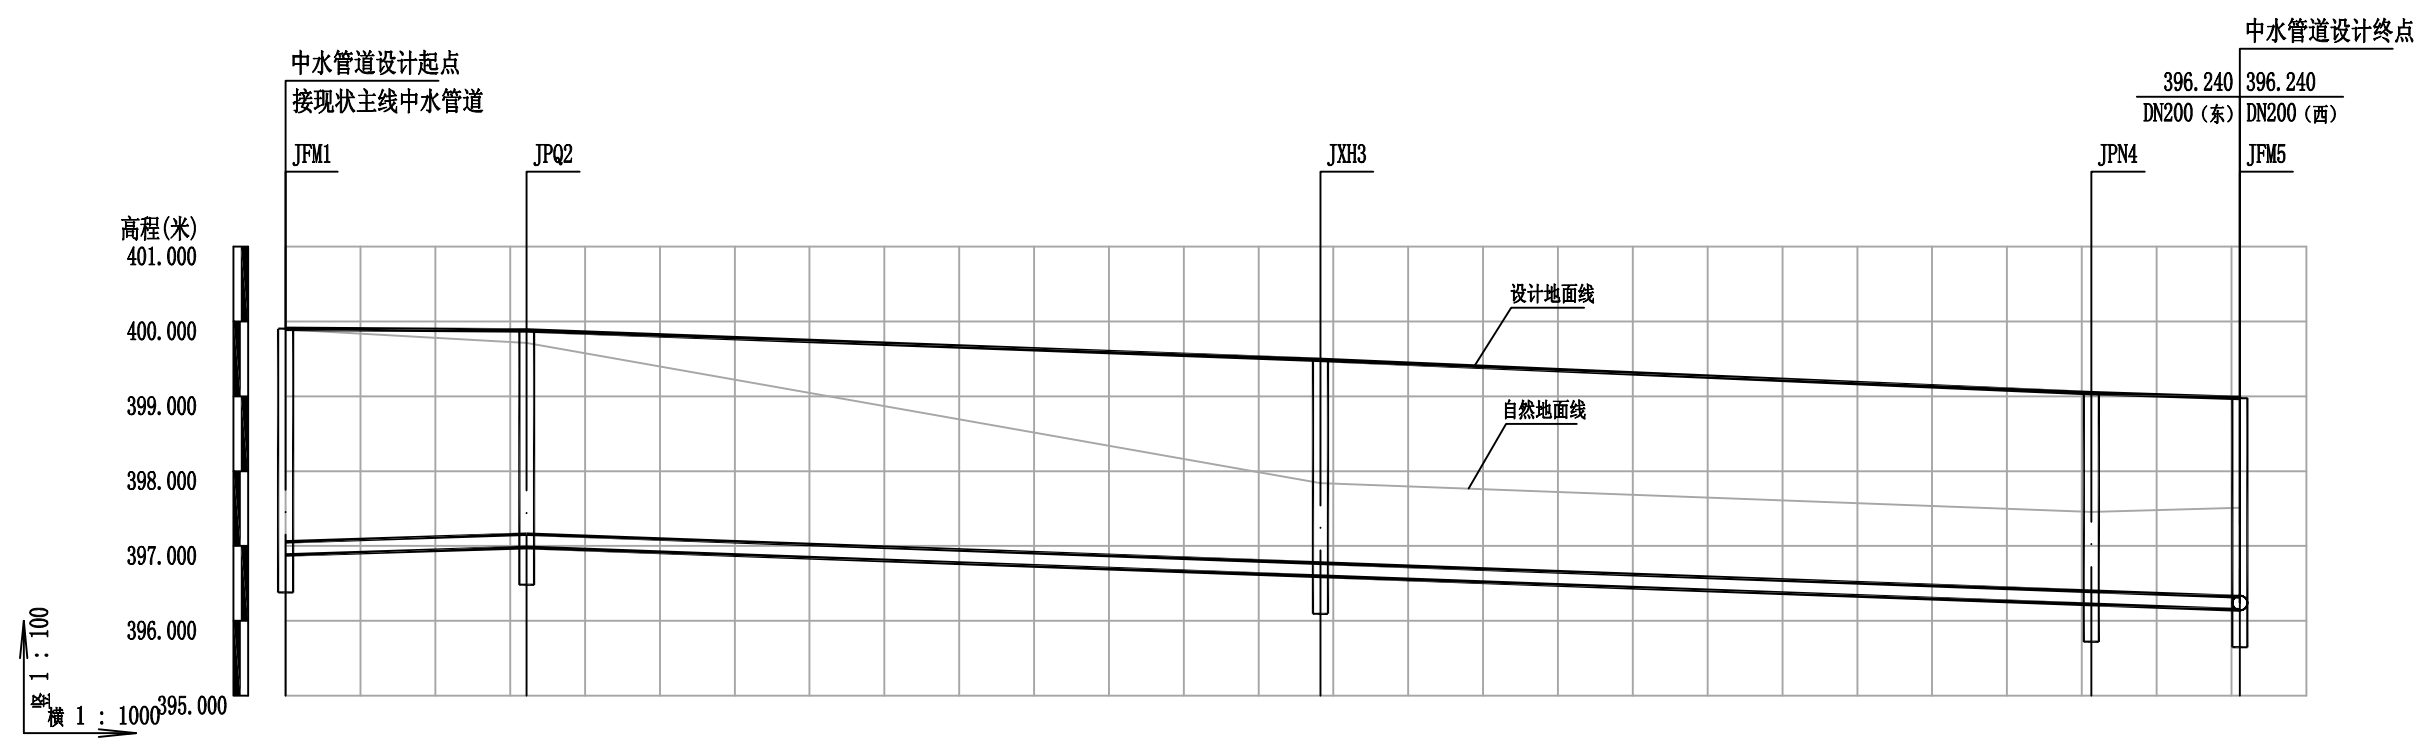 中水管道设计终点
中水管道设计起点
396.240 396.240
接现状主线中水管道
DN200（东） DN200（西）
JFM1 JPQ2 JXH3 JPN4 JFM5
高程(米)
401.000
设计地面线
400.000
399.000
自然地面线
398.000
397.000
396.000
竖 1 : 100
395.000
横 1 : 1000